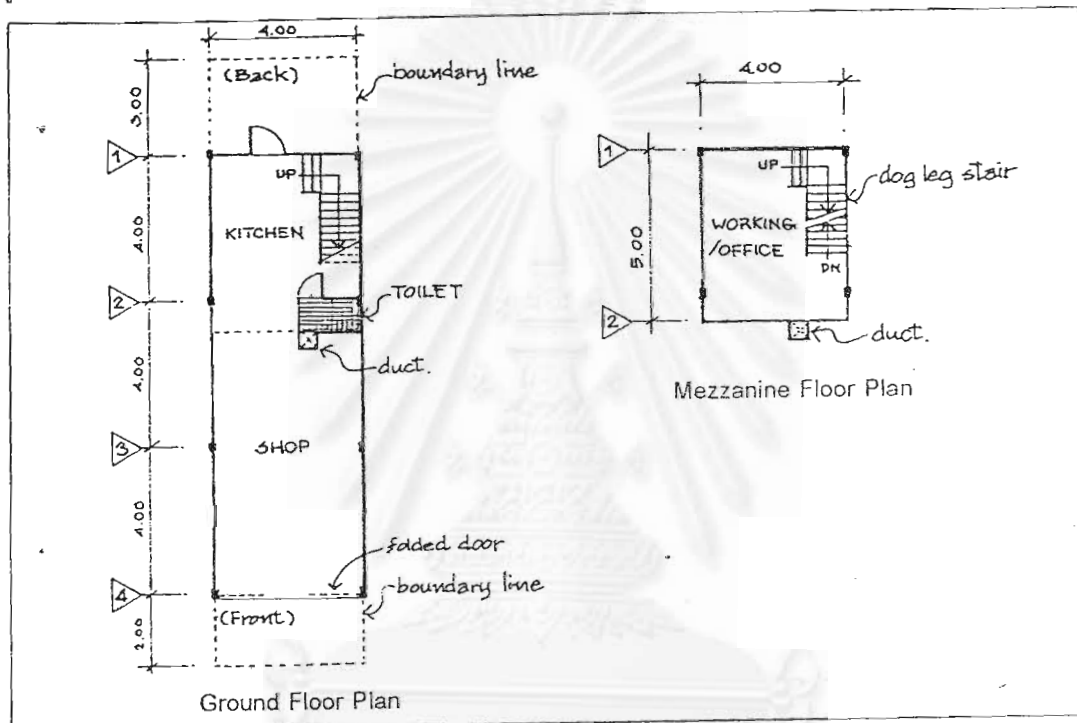 4.00
(Back)
boundary line
3.00
1
UP
4.00
KITCHEN
2
TOILET
duct.
4.00
3
SHOP
4.00
folded door
4
boundary line
(Front)
2.00
Ground Floor Plan
4.00
1
UP
dog leg stair
WORKING
/OFFICE
5.00
DN
2
duct.
Mezzanine Floor Plan